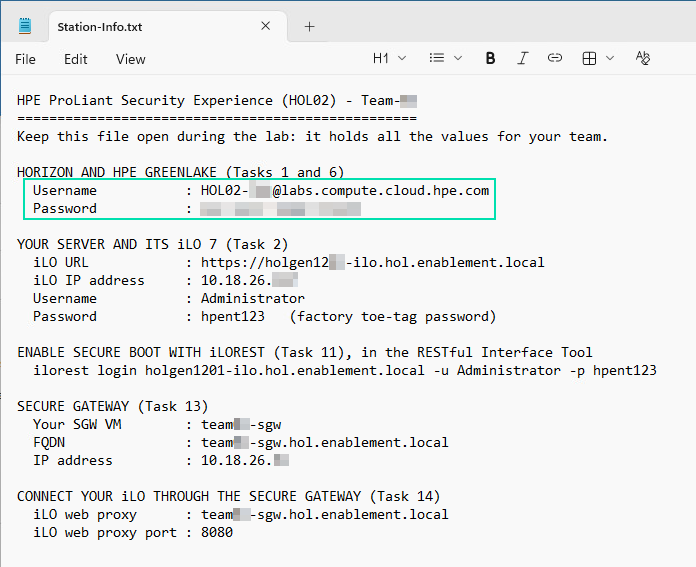 Station-Info.txt
File Edit View H1 B I
HPE ProLiant Security Experience (HOL02) - Team-
==================================================
Keep this file open during the lab: it holds all the values for your team.
HORIZON AND HPE GREENLAKE (Tasks 1 and 6)
Username : HOL02- @labs.compute.cloud.hpe.com
Password :
YOUR SERVER AND ITS iLO 7 (Task 2)
iLO URL : https://holgen12 -ilo.hol.enablement.local
iLO IP address : 10.18.26.
Username : Administrator
Password : hpent123 (factory toe-tag password)
ENABLE SECURE BOOT WITH iLOREST (Task 11), in the RESTful Interface Tool
ilorest login holgen1201-ilo.hol.enablement.local -u Administrator -p hpent123
SECURE GATEWAY (Task 13)
Your SGW VM : team -sgw
FQDN : team -sgw.hol.enablement.local
IP address : 10.18.26.
CONNECT YOUR iLO THROUGH THE SECURE GATEWAY (Task 14)
iLO web proxy : team -sgw.hol.enablement.local
iLO web proxy port : 8080